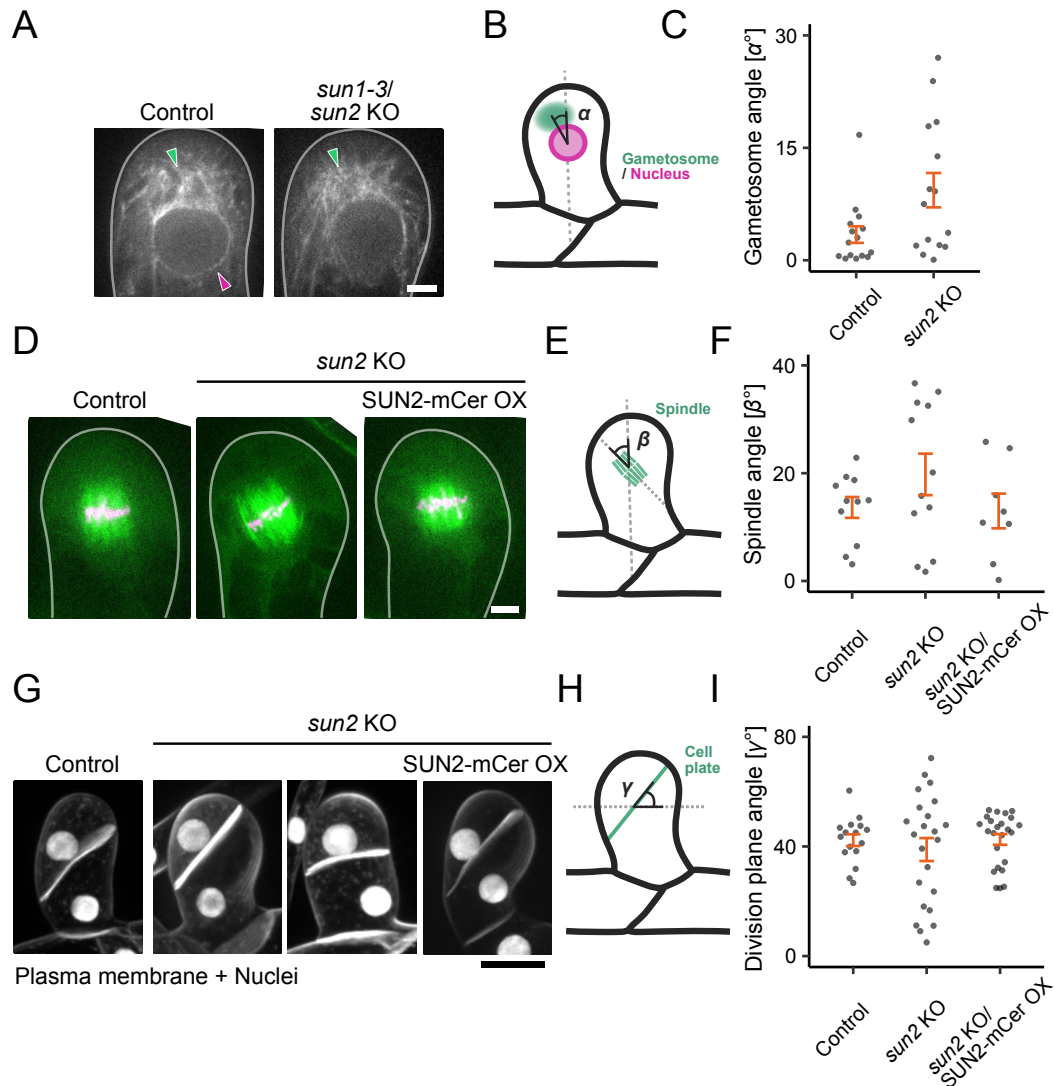 A
Control
sun1-3/
sun2 KO
B
α
Gametosome
/ Nucleus
C
Gametosome angle [α°]
30
15
0
Control
sun2 KO
D
sun2 KO
Control
SUN2-mCer OX
E
Spindle
β
F
Spindle angle [β°]
40
20
0
Control
sun2 KO
sun2 KO/
SUN2-mCer OX
G
sun2 KO
Control
SUN2-mCer OX
Plasma membrane + Nuclei
H
Cell
plate
γ
I
Division plane angle [γ°]
80
40
0
Control
sun2 KO
sun2 KO/
SUN2-mCer OX